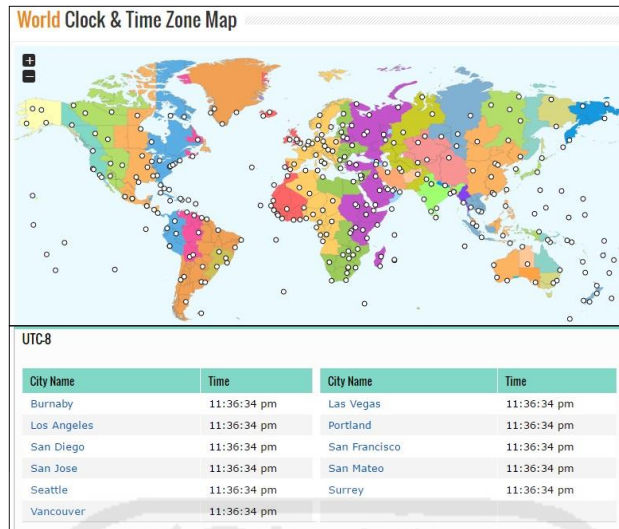 World Clock & Time Zone Map
+
−
UTC-8
City Name Time City Name Time
Burnaby 11:36:34 pm Las Vegas 11:36:34 pm
Los Angeles 11:36:34 pm Portland 11:36:34 pm
San Diego 11:36:34 pm San Francisco 11:36:34 pm
San Jose 11:36:34 pm San Mateo 11:36:34 pm
Seattle 11:36:34 pm Surrey 11:36:34 pm
Vancouver 11:36:34 pm